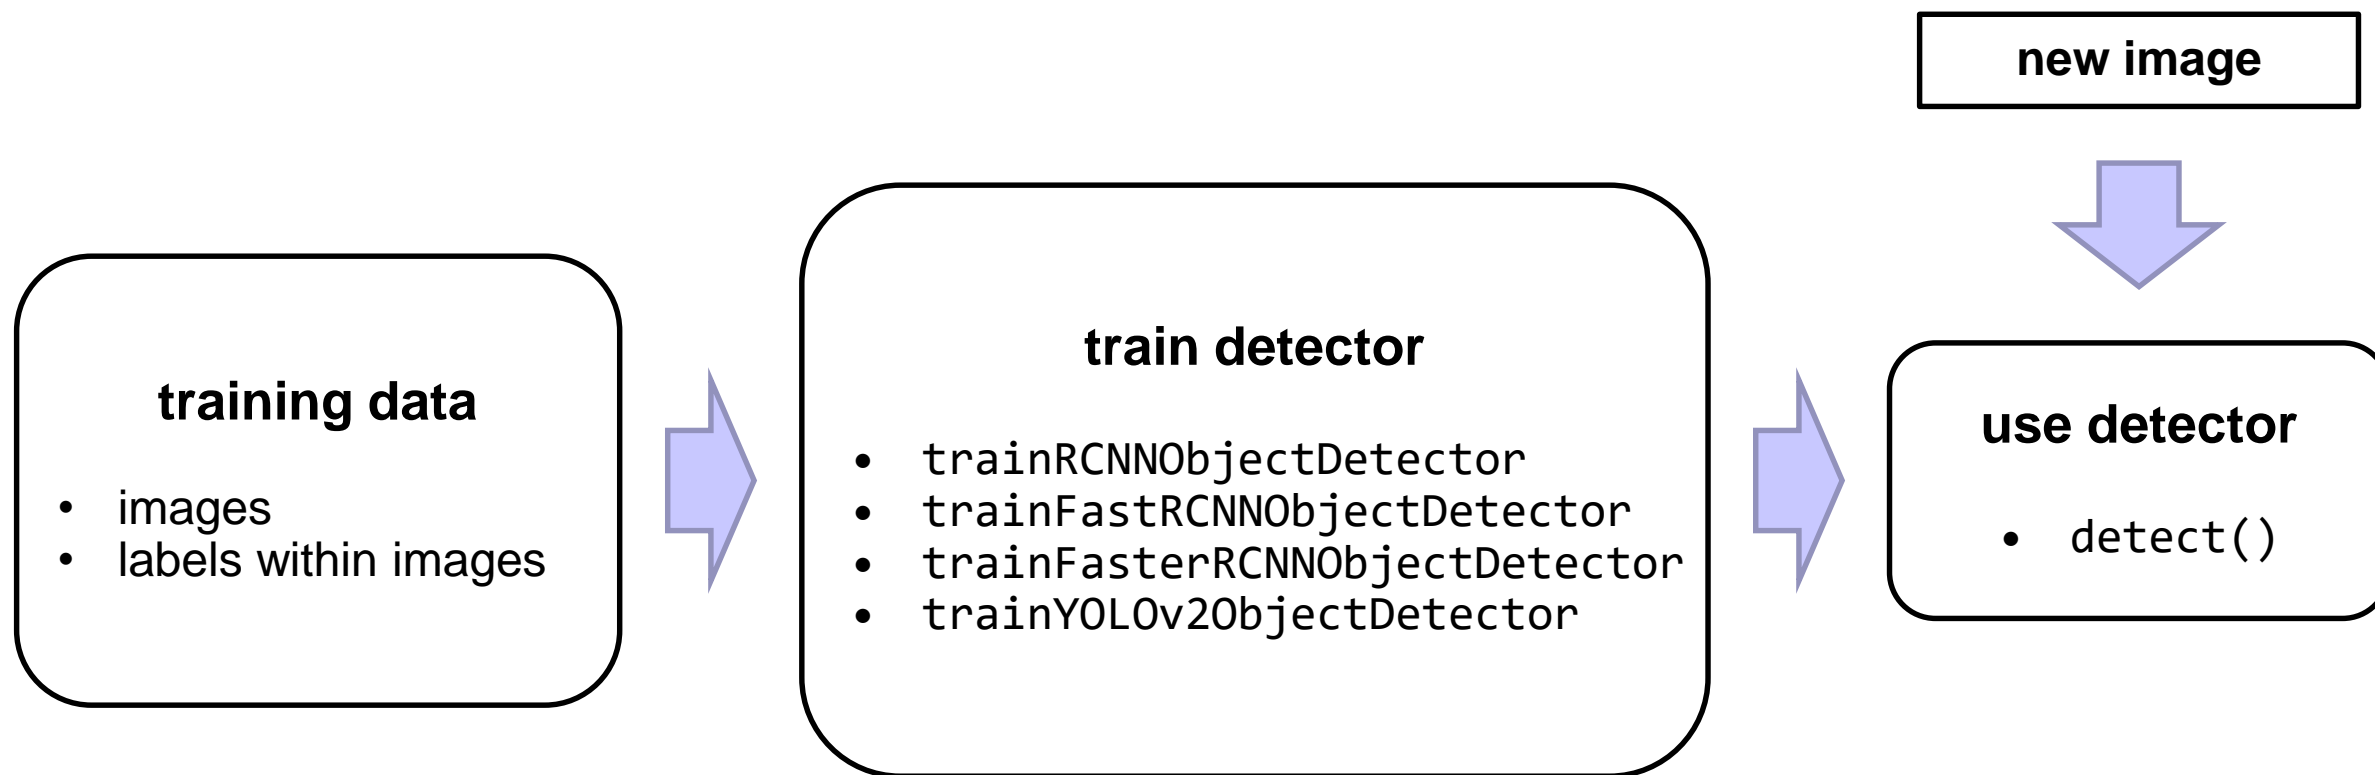 new image
training data
• images
• labels within images
train detector
• trainRCNNObjectDetector
• trainFastRCNNObjectDetector
• trainFasterRCNNObjectDetector
• trainYOLOv2ObjectDetector
use detector
• detect()